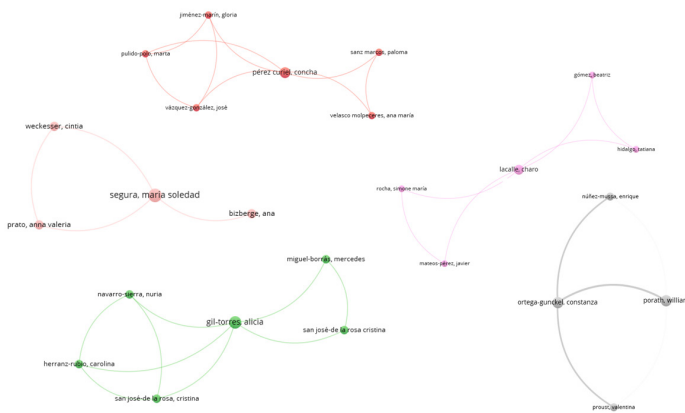 jiménez-marín, gloria
pulido-polo, marta
sanz marcos, paloma
pérez curiel, concha
gómez, beatriz
vázquez-gonzález, josé
velasco molpeceres, ana maría
weckesser, cintia
hidalgo, tatiana
lacalle, charo
rocha, simone maría
segura, maría soledad
núñez-mussa, enrique
bizberge, ana
prato, anna valeria
miguel-borrás, mercedes
mateos-pérez, javier
navarro-sierra, nuria
ortega-gunckel, constanza
porath, william
gil-torres, alicia
san josé-de la rosa cristina
herranz-rubio, carolina
san josé-de la rosa, cristina
proust, valentina